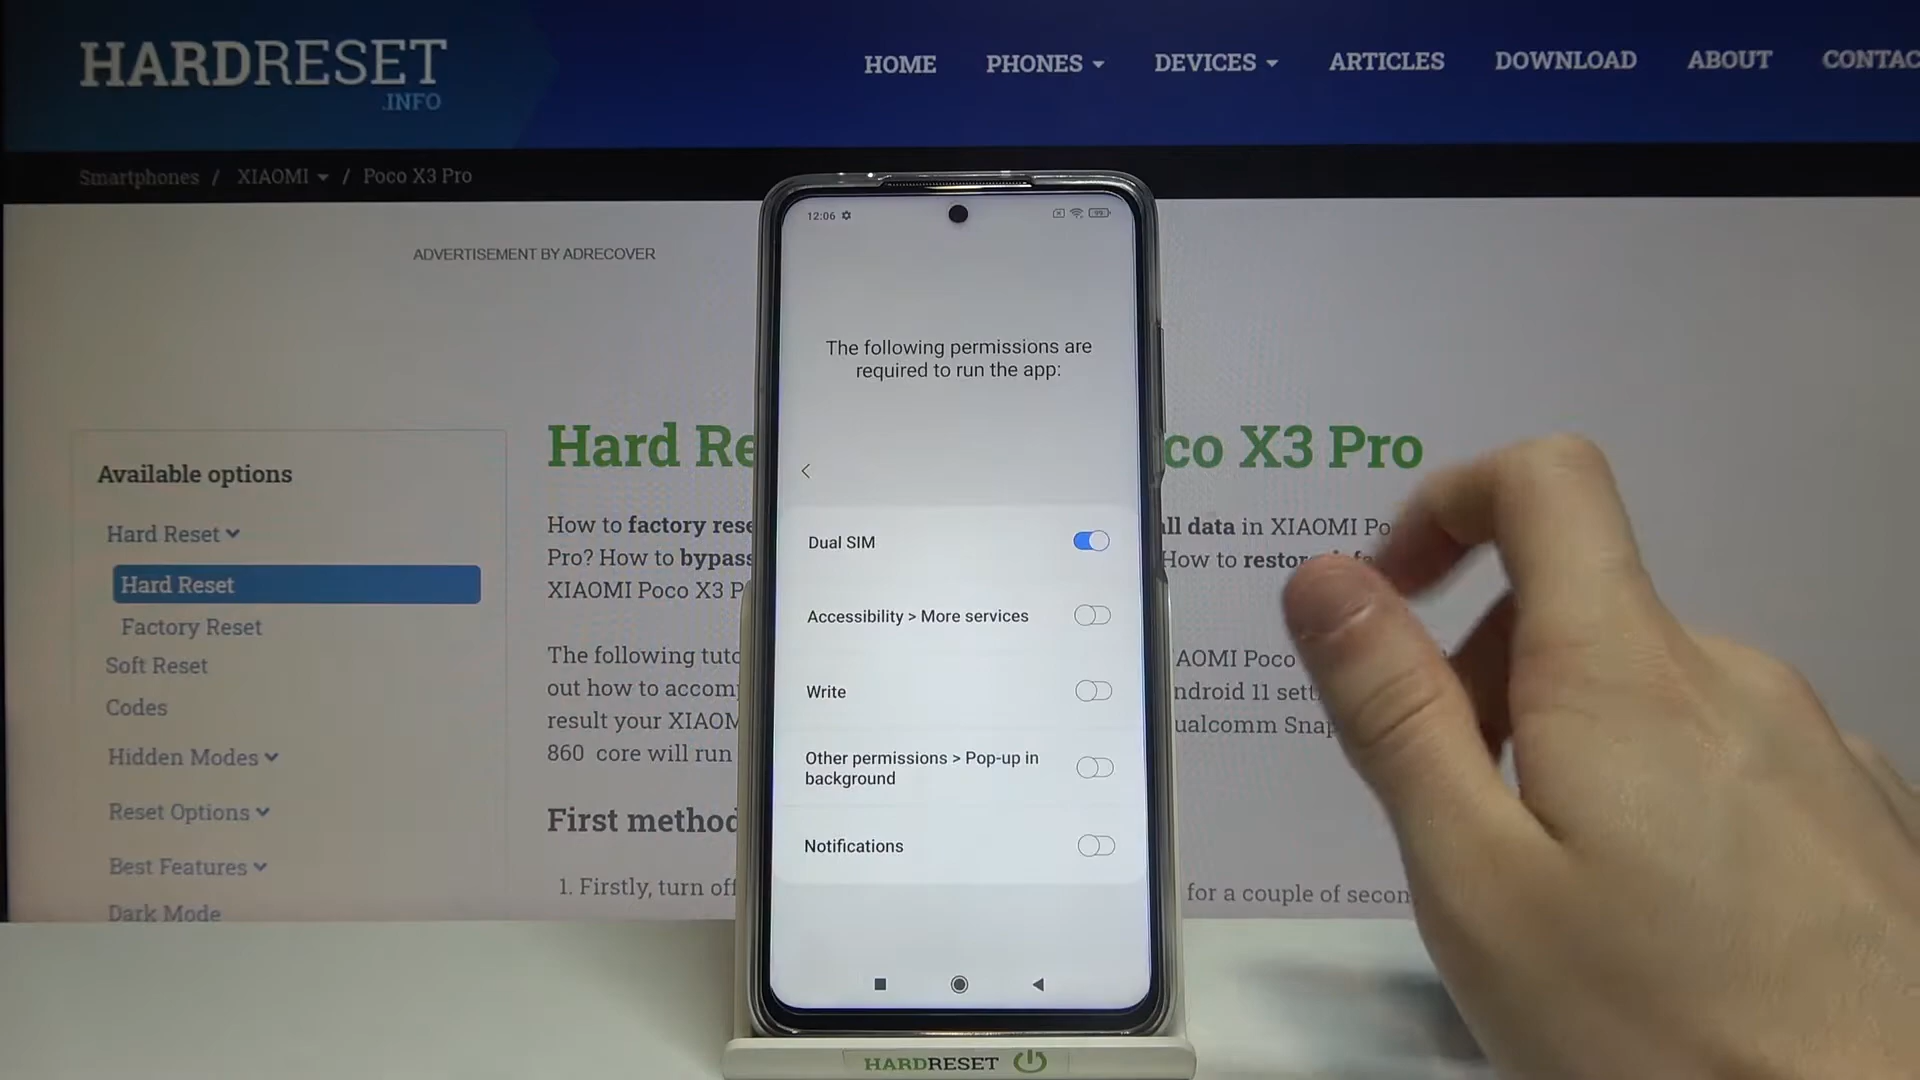 HARDRESET
.INFO
HOME PHONES DEVICES ARTICLES DOWNLOAD ABOUT CONTAC
Smartphones / XIAOMI / Poco X3 Pro
ADVERTISEMENT BY ADRECOVER
Available options
Hard Reset
Hard Reset
Factory Reset
Soft Reset
Codes
Hidden Modes
Reset Options
Best Features
Dark Mode
Hard Re
co X3 Pro
How to factory rese
all data in XIAOMI Po
Pro? How to bypass
How to restore
XIAOMI Poco X3 P
The following tuto
AOMI Poco
out how to accom
ndroid 11 sett
result your XIAOM
ualcomm Snap
860 core will run
First method
1. Firstly, turn off
for a couple of secon
12:06
99
The following permissions are
required to run the app:
Dual SIM
Accessibility > More services
Write
Other permissions > Pop-up in
background
Notifications
HARDRESET